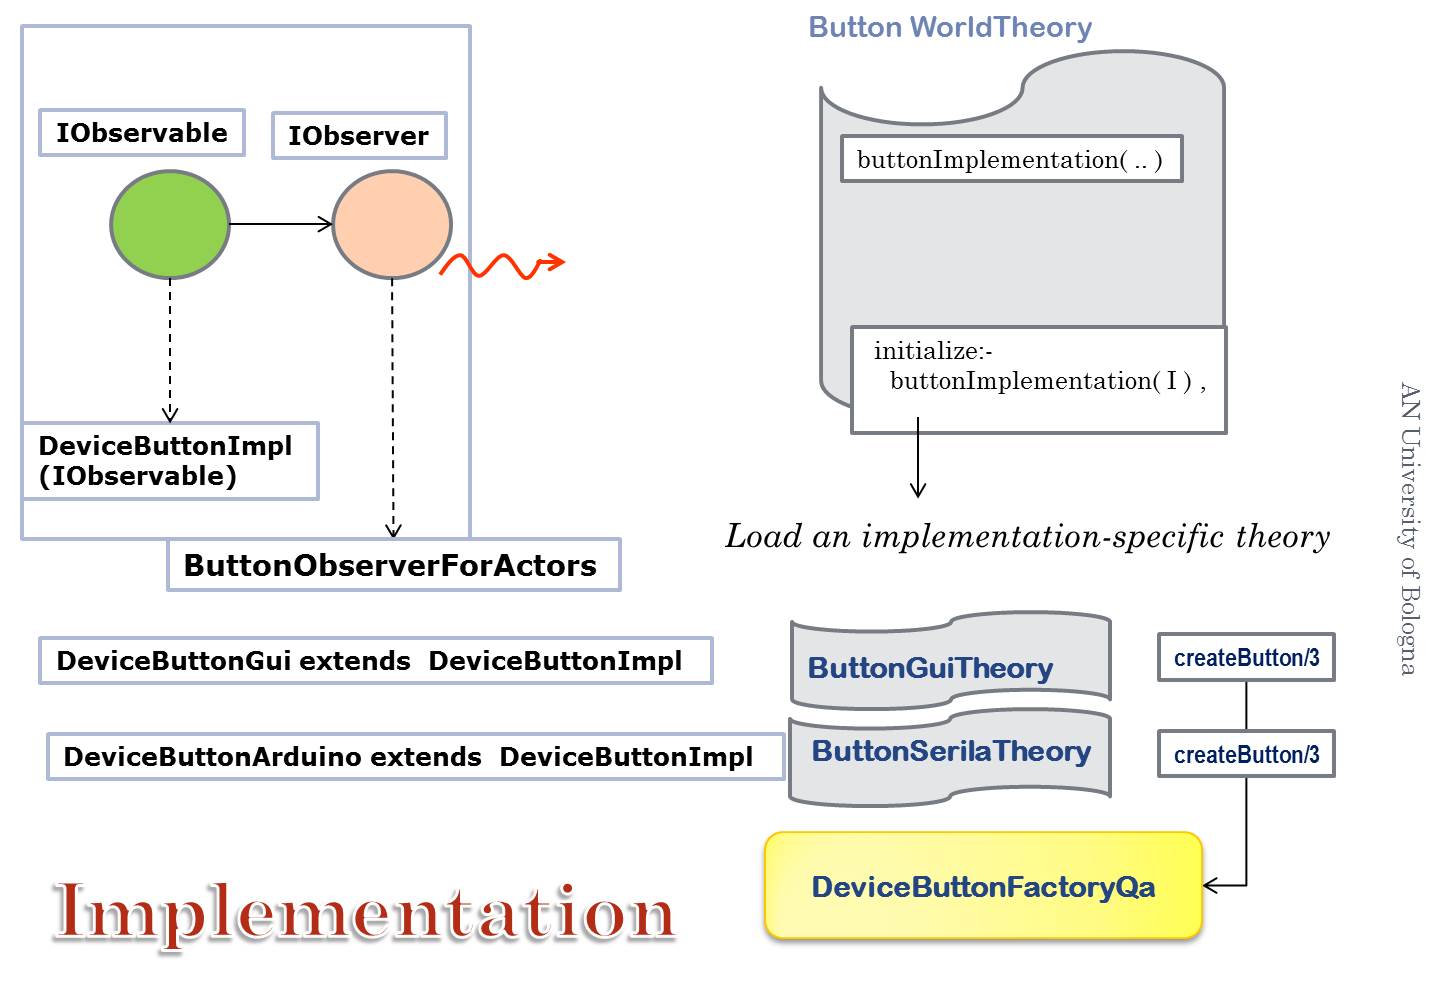 Button WorldTheory
IObservable
IObserver
buttonImplementation( .. )
initialize:-
buttonImplementation( I ) ,
DeviceButtonImpl
(IObservable)
Load an implementation-specific theory
ButtonObserverForActors
DeviceButtonGui extends  DeviceButtonImpl
ButtonGuiTheory
createButton/3
DeviceButtonArduino extends  DeviceButtonImpl
ButtonSerilaTheory
createButton/3
DeviceButtonFactoryQa
Implementation
AN University of Bologna